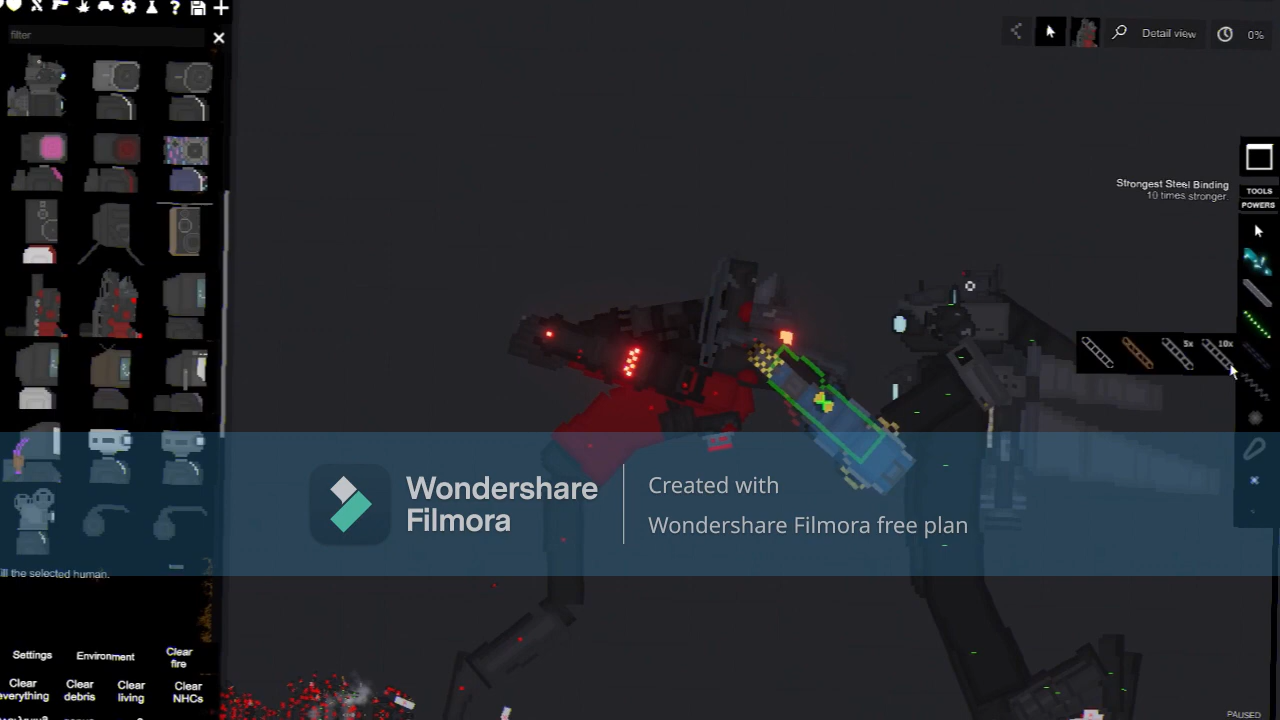 ?
filter
Detail view
0%
Strongest Steel Binding
10 times stronger.
TOOLS
POWERS
5x
10x
Wondershare
Filmora
Created with
Wondershare Filmora free plan
ill the selected human.
Settings
Environment
Clear
fire
Clear
everything
Clear
debris
Clear
living
Clear
NHCs
PAUSED